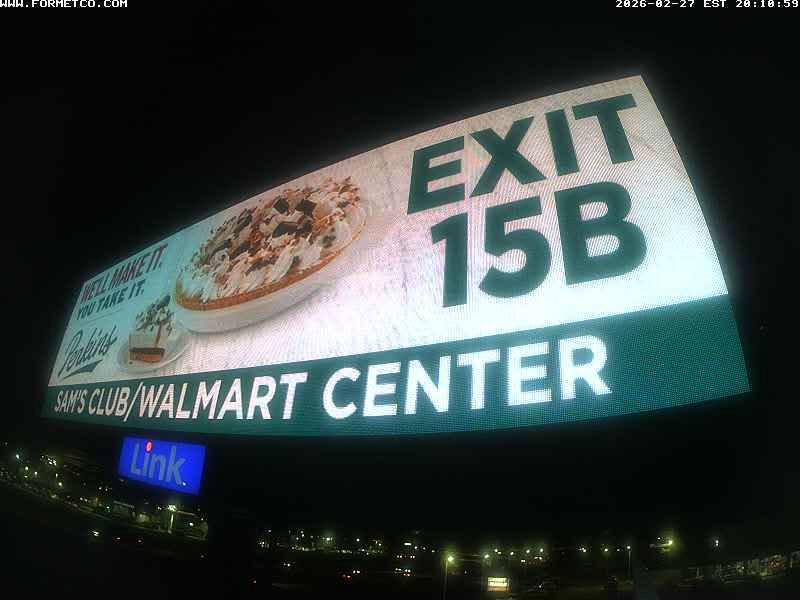 WWW.FORMETCO.COM
2026-02-27 EST 20:10:59
WE'LL MAKE IT.
YOU TAKE IT.
Perkins
EXIT
15B
SAM'S CLUB/WALMART CENTER
Link